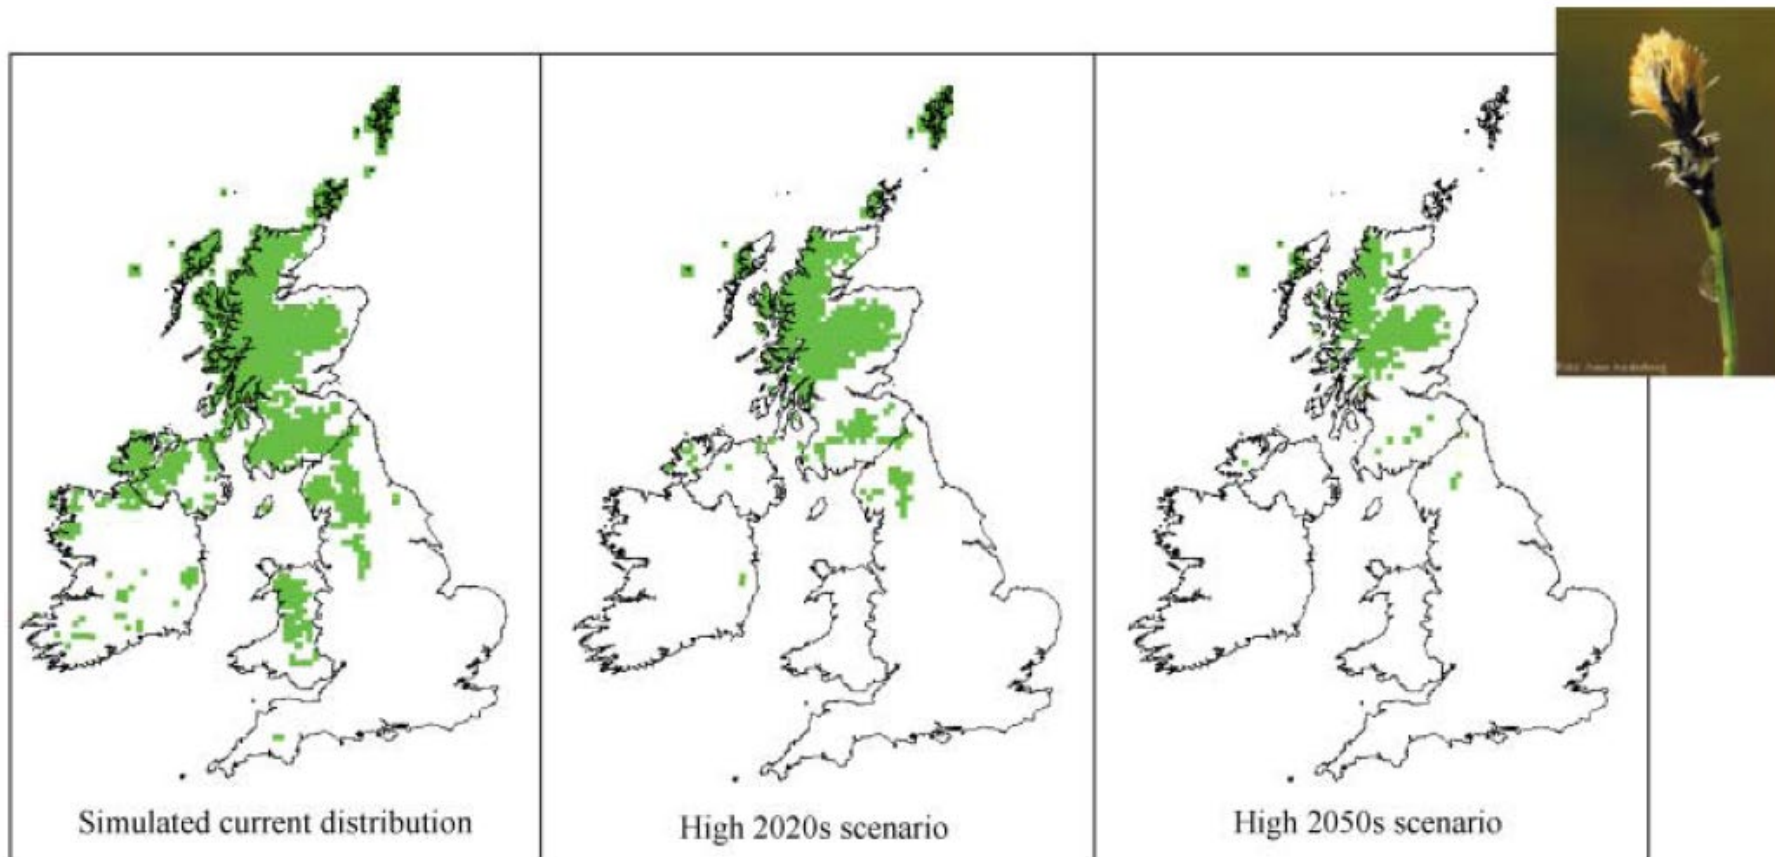 Simulated current distribution
High 2020s scenario
High 2050s scenario